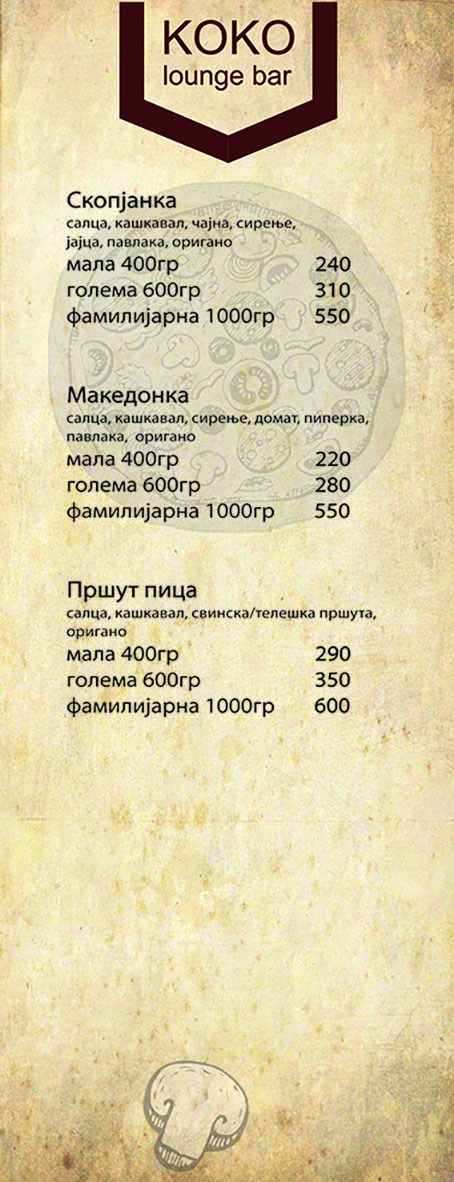 KOKO
lounge bar
Скопјанка
салца, кашкавал, чајна, сирење,
јајца, павлака, оригано
мала 400гр 240
голема 600гр 310
фамилијарна 1000гр 550
Македонка
салца, кашкавал, сирење, домат, пиперка,
павлака, оригано
мала 400гр 220
голема 600гр 280
фамилијарна 1000гр 550
Пршут пица
салца, кашкавал, свинска/телешка пршута,
оригано
мала 400гр 290
голема 600гр 350
фамилијарна 1000гр 600